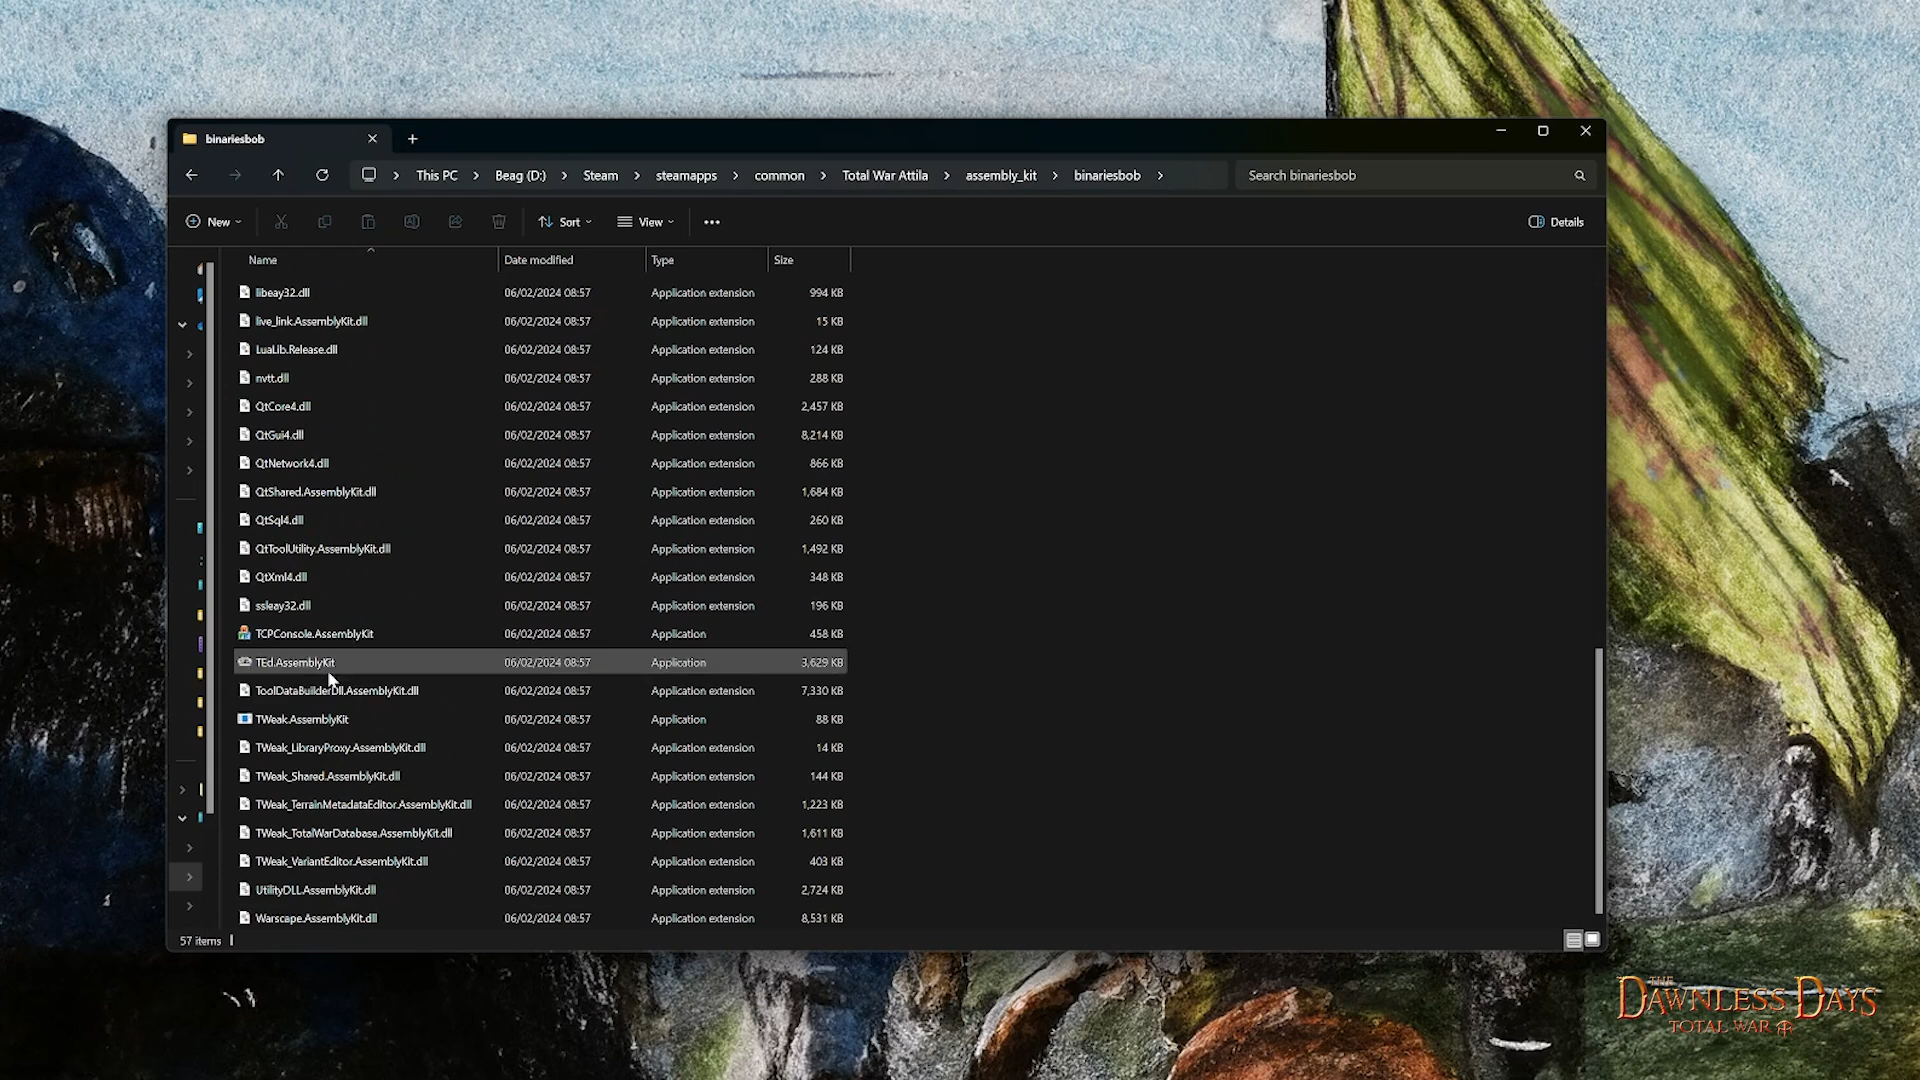 binariesbob
This PC > Beag (D:) > Steam > steamapps > common > Total War Attila > assembly_kit > binariesbob >
Search binariesbob
New
Sort
View
Details
Name Date modified Type Size
libeay32.dll 06/02/2024 08:57 Application extension 994 KB
live_link.AssemblyKit.dll 06/02/2024 08:57 Application extension 15 KB
LuaLib.Release.dll 06/02/2024 08:57 Application extension 124 KB
nvtt.dll 06/02/2024 08:57 Application extension 288 KB
QtCore4.dll 06/02/2024 08:57 Application extension 2,457 KB
QtGui4.dll 06/02/2024 08:57 Application extension 8,214 KB
QtNetwork4.dll 06/02/2024 08:57 Application extension 866 KB
QtShared.AssemblyKit.dll 06/02/2024 08:57 Application extension 1,684 KB
QtSql4.dll 06/02/2024 08:57 Application extension 260 KB
QtToolUtility.AssemblyKit.dll 06/02/2024 08:57 Application extension 1,492 KB
QtXml4.dll 06/02/2024 08:57 Application extension 348 KB
ssleay32.dll 06/02/2024 08:57 Application extension 196 KB
TCPConsole.AssemblyKit 06/02/2024 08:57 Application 458 KB
TEd.AssemblyKit 06/02/2024 08:57 Application 3,629 KB
ToolDataBuilderDll.AssemblyKit.dll 06/02/2024 08:57 Application extension 7,330 KB
TWeak.AssemblyKit 06/02/2024 08:57 Application 88 KB
TWeak_LibraryProxy.AssemblyKit.dll 06/02/2024 08:57 Application extension 14 KB
TWeak_Shared.AssemblyKit.dll 06/02/2024 08:57 Application extension 144 KB
TWeak_TerrainMetadataEditor.AssemblyKit.dll 06/02/2024 08:57 Application extension 1,223 KB
TWeak_TotalWarDatabase.AssemblyKit.dll 06/02/2024 08:57 Application extension 1,611 KB
TWeak_VariantEditor.AssemblyKit.dll 06/02/2024 08:57 Application extension 403 KB
UtilityDLL.AssemblyKit.dll 06/02/2024 08:57 Application extension 2,724 KB
Warscape.AssemblyKit.dll 06/02/2024 08:57 Application extension 8,531 KB
57 items
THE
DAWNLESS DAYS
TOTAL WAR